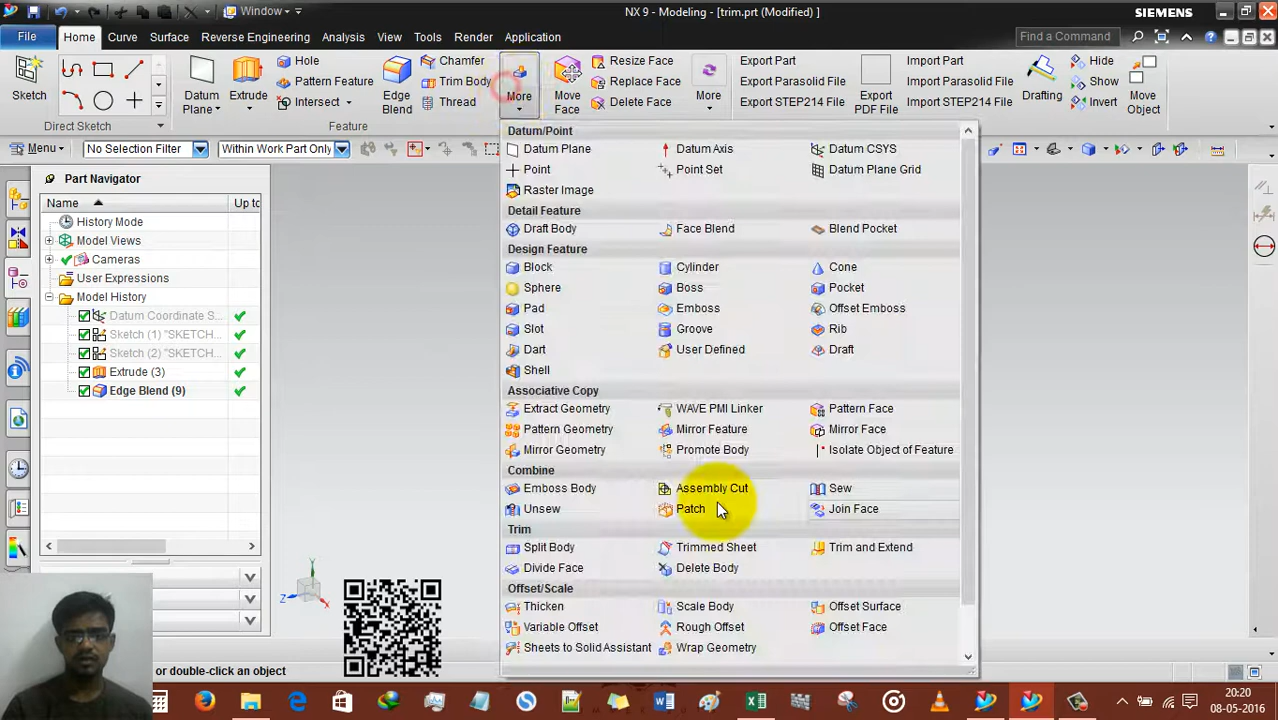 Window
NX 9 - Modeling - [trim.prt (Modified) ]
SIEMENS
File Home Curve Surface Reverse Engineering Analysis View Tools Render Application
Find a Command
Sketch
Direct Sketch
Datum Plane
Extrude
Hole
Pattern Feature
Intersect
Edge Blend
Chamfer
Trim Body
Thread
More
Feature
Move Face
Resize Face
Replace Face
Delete Face
More
Export Part
Export Parasolid File
Export STEP214 File
Export PDF File
Import Part
Import Parasolid File
Import STEP214 File
Drafting
Hide
Show
Invert
Move Object
Menu
No Selection Filter
Within Work Part Only
Part Navigator
Name Up to
History Mode
Model Views
Cameras
User Expressions
Model History
Datum Coordinate S...
Sketch (1) "SKETCH...
Sketch (2) "SKETCH...
Extrude (3)
Edge Blend (9)
Datum/Point
Datum Plane Datum Axis Datum CSYS
Point Point Set Datum Plane Grid
Raster Image
Detail Feature
Draft Body Face Blend Blend Pocket
Design Feature
Block Cylinder Cone
Sphere Boss Pocket
Pad Emboss Offset Emboss
Slot Groove Rib
Dart User Defined Draft
Shell
Associative Copy
Extract Geometry WAVE PMI Linker Pattern Face
Pattern Geometry Mirror Feature Mirror Face
Mirror Geometry Promote Body Isolate Object of Feature
Combine
Emboss Body Assembly Cut Sew
Unsew Patch Join Face
Trim
Split Body Trimmed Sheet Trim and Extend
Divide Face Delete Body
Offset/Scale
Thicken Scale Body Offset Surface
Variable Offset Rough Offset Offset Face
Sheets to Solid Assistant Wrap Geometry
Y
Z
X
or double-click an object
20:20
08-05-2016